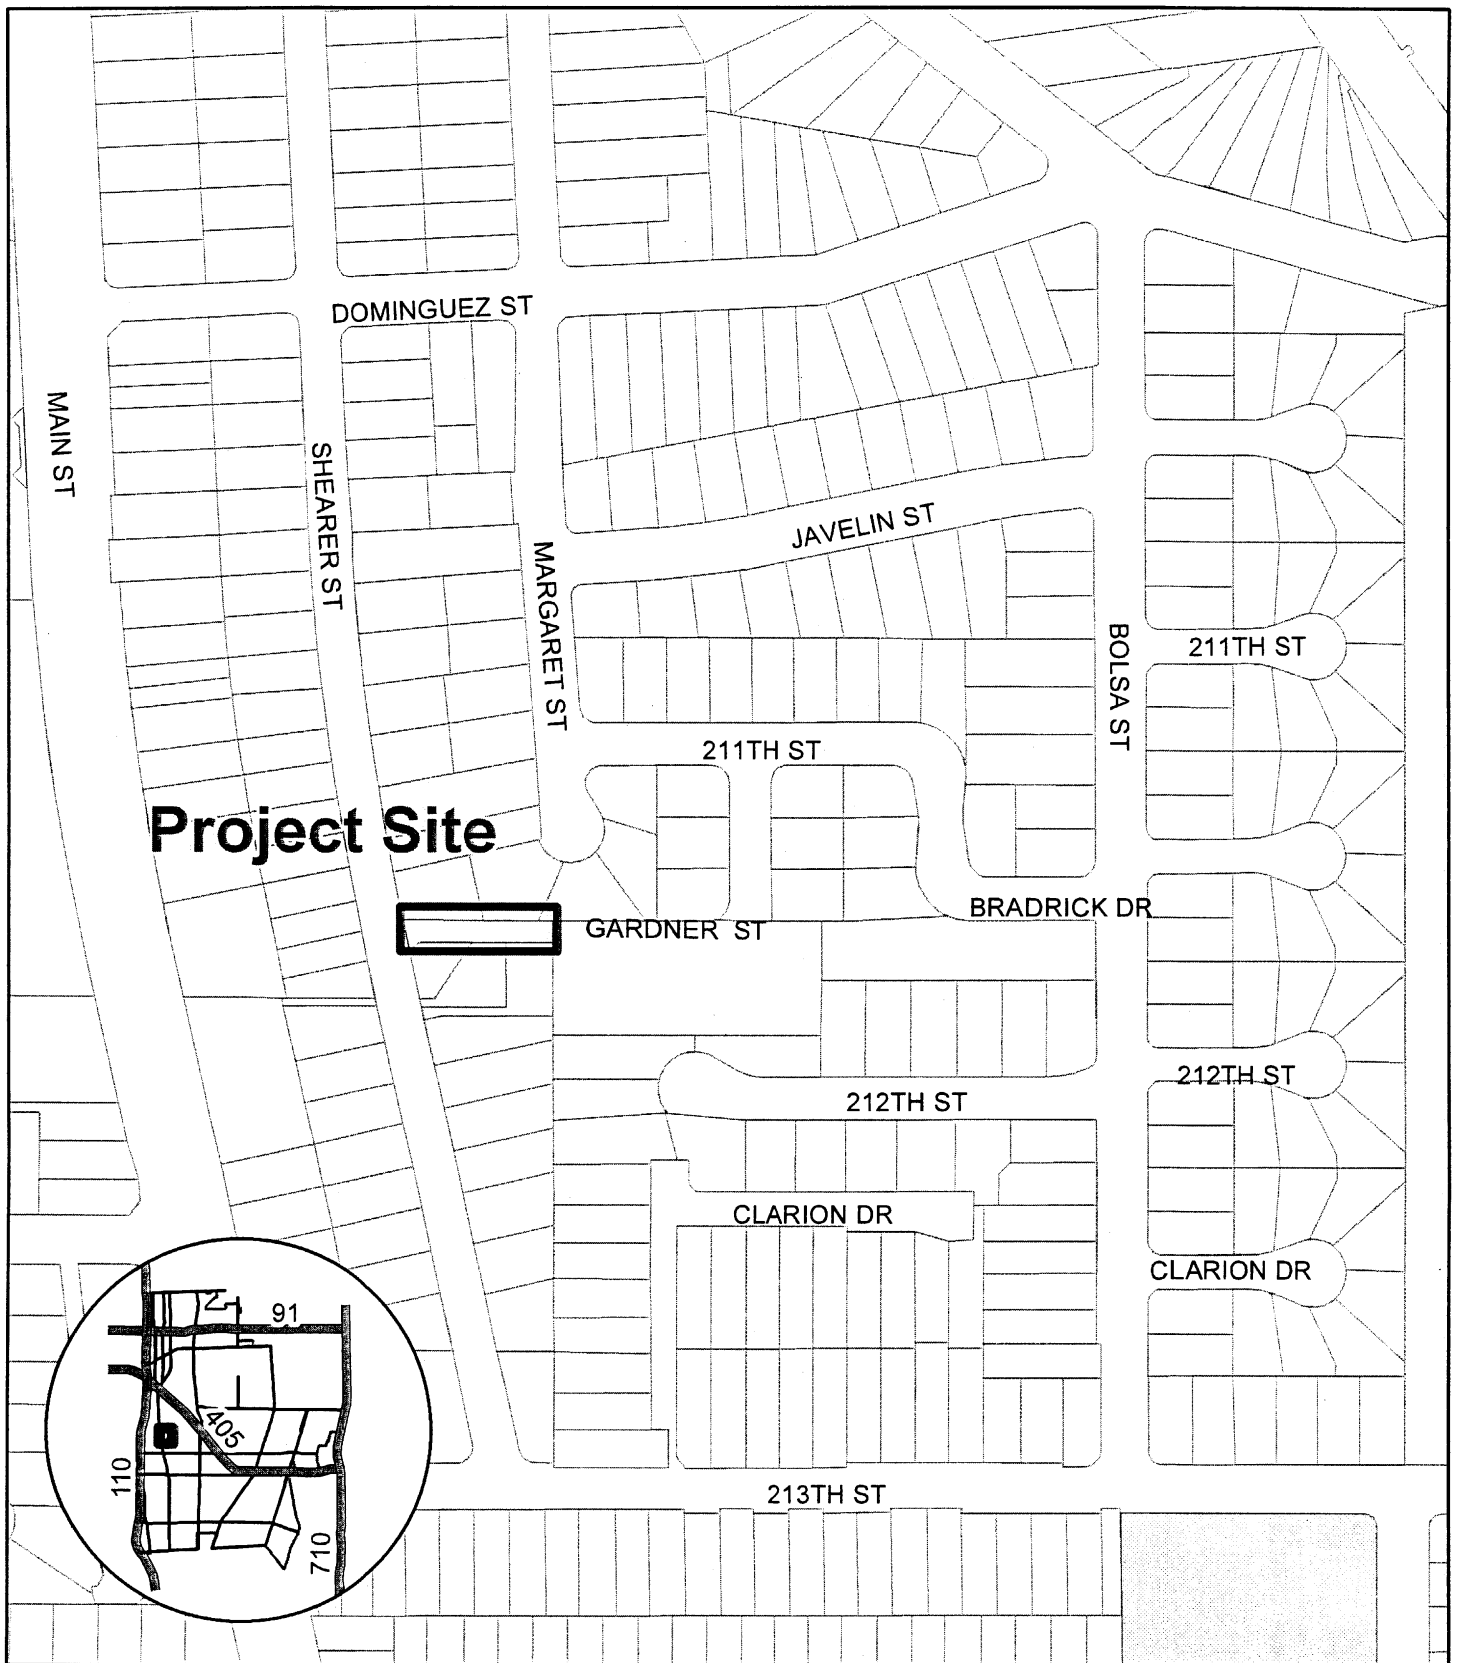 DOMINGUEZ ST
MAIN ST
SHEARER ST
JAVELIN ST
MARGARET ST
BOLSA ST
211TH ST
211TH ST
Project Site
BRADRICK DR
GARDNER ST
212TH ST
212TH ST
CLARION DR
CLARION DR
91
405
110
710
213TH ST